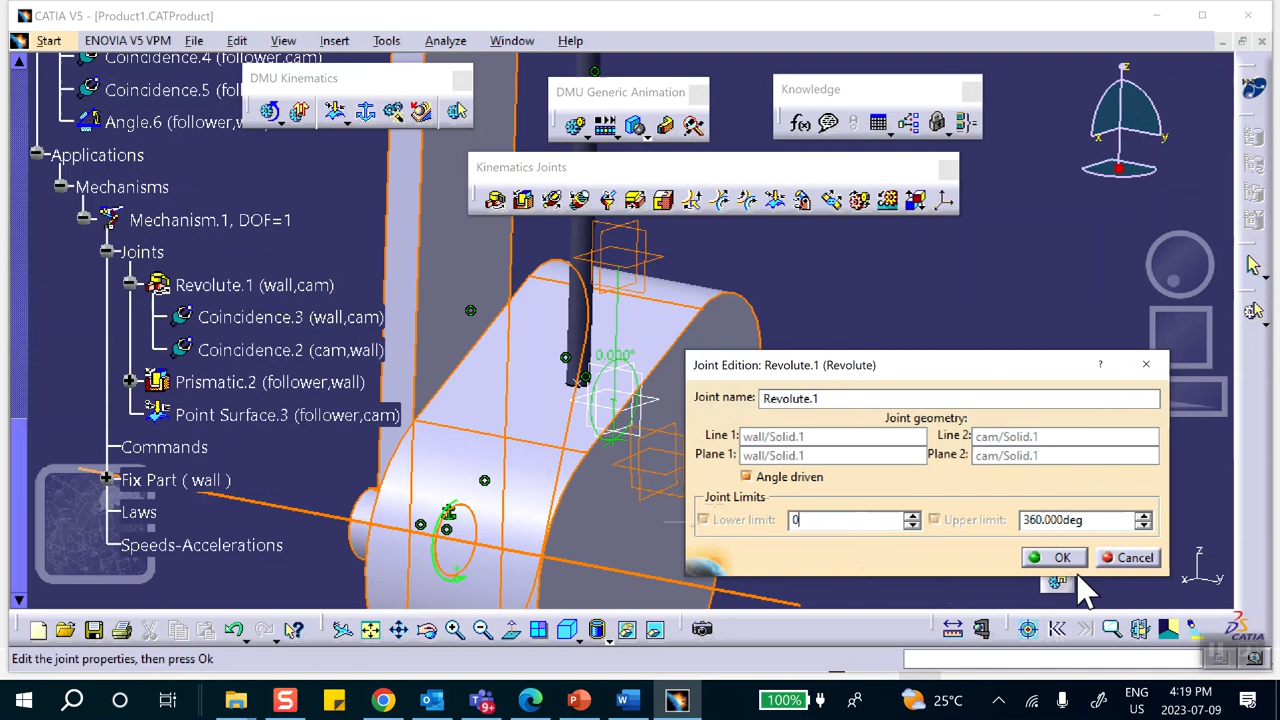 CATIA V5 - [Product1.CATProduct]
Start ENOVIA V5 VPM File Edit View Insert Tools Analyze Window Help
Coincidence.4 (follower,cam)
Coincidence.5 (follower,
Angle.6 (follower,w
Applications
Mechanisms
Mechanism.1, DOF=1
Joints
Revolute.1 (wall,cam)
Coincidence.3 (wall,cam)
Coincidence.2 (cam,wall)
Prismatic.2 (follower,wall)
Point Surface.3 (follower,cam)
Commands
Fix Part ( wall )
Laws
Speeds-Accelerations
DMU Kinematics
DMU Generic Animation
Knowledge
f(x)
Kinematics Joints
z
x
y
0.000°
Joint Edition: Revolute.1 (Revolute)
?
Joint name: Revolute.1
Joint geometry:
Line 1: wall/Solid.1 Line 2: cam/Solid.1
Plane 1: wall/Solid.1 Plane 2: cam/Solid.1
Angle driven
Joint Limits
Lower limit: 0 Upper limit: 360.000deg
OK Cancel
z
x
y
CATIA
Edit the joint properties, then press Ok
100%
25°C
ENG
US
4:19 PM
2023-07-09
9+